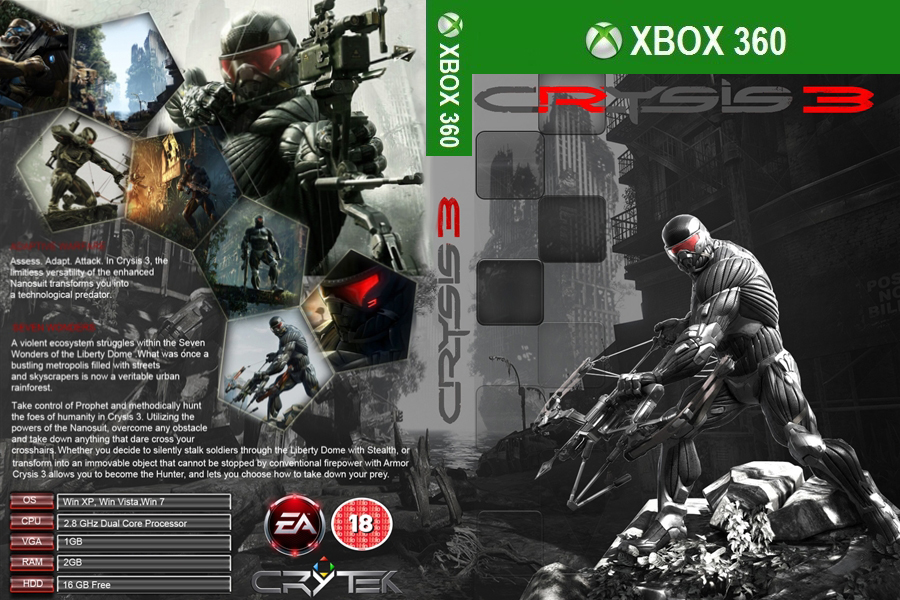 Assess. Adapt. Attack. In Crysis 3, the
limitless versatility of the enhanced
Nanosuit transforms you into
a technological predator.
A violent ecosystem struggles within the Seven
Wonders of the Liberty Dome .What was once a
bustling metropolis filled with streets
and skyscrapers is now a veritable urban
rainforest.
Take control of Prophet and methodically hunt
the foes of humanity in Crysis 3. Utilizing the
powers of the Nanosuit, overcome any obstacle
and take down anything that dare cross your
crosshairs. Whether you decide to silently stalk soldiers through the Liberty Dome with Stealth, or
transform into an immovable object that cannot be stopped by conventional firepower with Armor
Crysis 3 allows you to become the Hunter, and lets you choose how to take down your prey.
OS Win XP, Win Vista,Win 7
CPU 2.8 GHz Dual Core Processor
VGA 1GB
RAM 2GB
HDD 16 GB Free
EA
18
CRYTEK
XBOX 360
CRYSIS 3
XBOX 360
CRYSIS 3
POS
NO
BILL